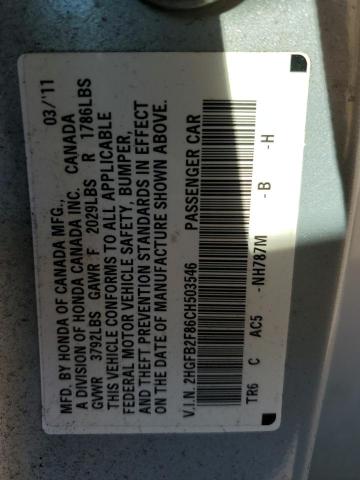 MFD. BY HONDA OF CANADA MFG., 03/'11
A DIVISION OF HONDA CANADA INC. CANADA
GVWR 3792LBS GAWR F 2029LBS R 1786LBS
THIS VEHICLE CONFORMS TO ALL APPLICABLE
FEDERAL MOTOR VEHICLE SAFETY, BUMPER,
AND THEFT PREVENTION STANDARDS IN EFFECT
ON THE DATE OF MANUFACTURE SHOWN ABOVE.
V.I.N. 2HGFB2F86CH503546 PASSENGER CAR
TR6 C AC5 -NH787M -B -H